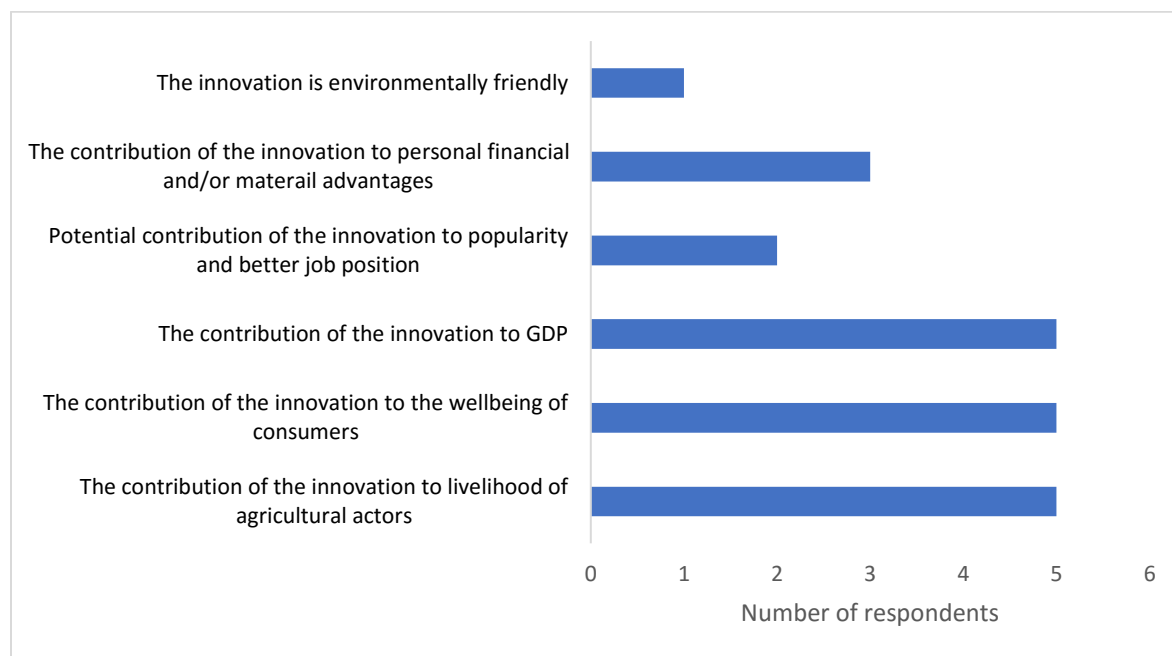 The innovation is environmentally friendly
The contribution of the innovation to personal financial
and/or materail advantages
Potential contribution of the innovation to popularity
and better job position
The contribution of the innovation to GDP
The contribution of the innovation to the wellbeing of
consumers
The contribution of the innovation to livelihood of
agricultural actors
0 1 2 3 4 5 6
Number of respondents